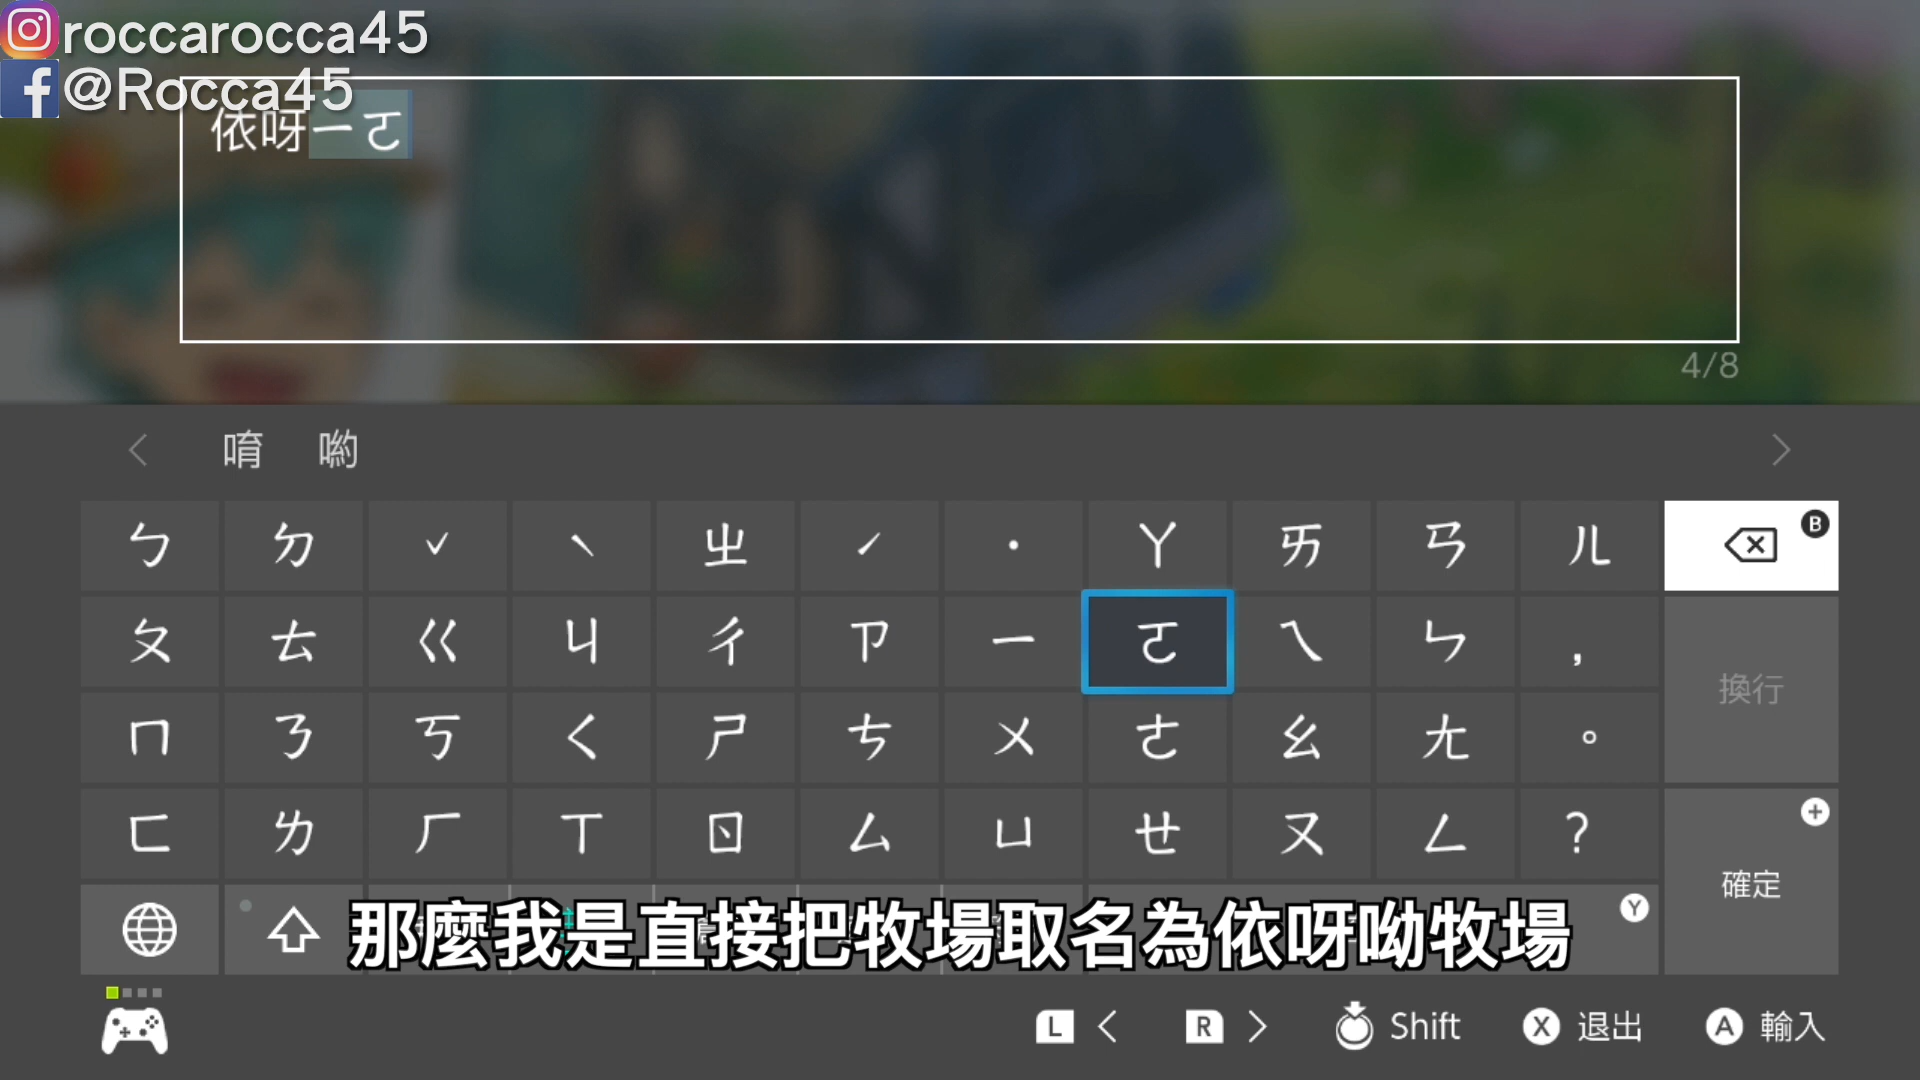 roccarocca45
@Rocca45
依呀ㄧㄛ
4/8
唷 喲
ㄅ ㄉ ˇ ˋ ㄓ ˊ ˙ ㄚ ㄞ ㄢ ㄦ B
ㄆ ㄊ ㄍ ㄐ ㄔ ㄗ ㄧ ㄛ ㄟ ㄣ ，
換行
ㄇ ㄋ ㄎ ㄑ ㄕ ㄘ ㄨ ㄜ ㄠ ㄤ 。
ㄈ ㄌ ㄏ ㄒ ㄖ ㄙ ㄩ ㄝ ㄡ ㄥ ？
確定
Y
那麼我是直接把牧場取名為依呀呦牧場
L R Shift X 退出 A 輸入